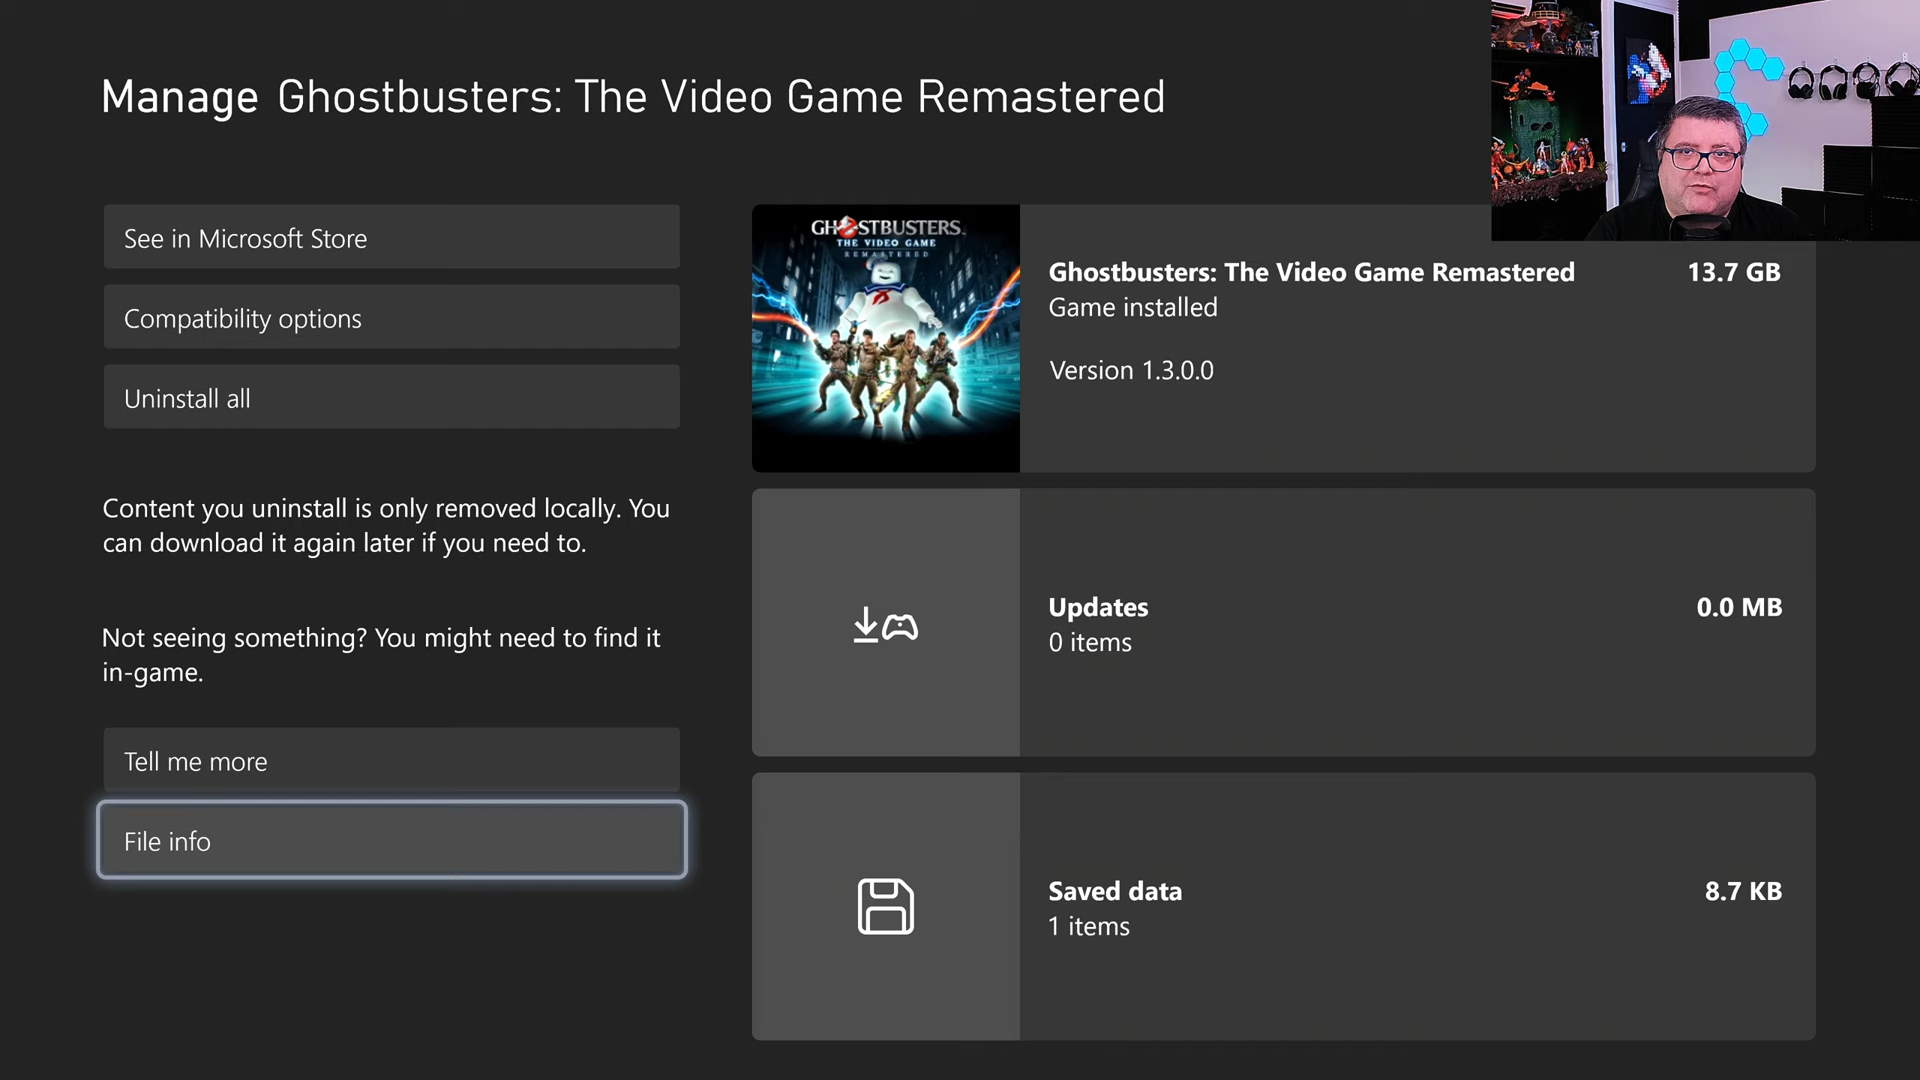 Manage Ghostbusters: The Video Game Remastered
See in Microsoft Store
Compatibility options
Uninstall all
Content you uninstall is only removed locally. You
can download it again later if you need to.
Not seeing something? You might need to find it
in-game.
Tell me more
File info
GHOSTBUSTERS
THE VIDEO GAME
REMASTERED
Ghostbusters: The Video Game Remastered 13.7 GB
Game installed
Version 1.3.0.0
Updates 0.0 MB
0 items
Saved data 8.7 KB
1 items